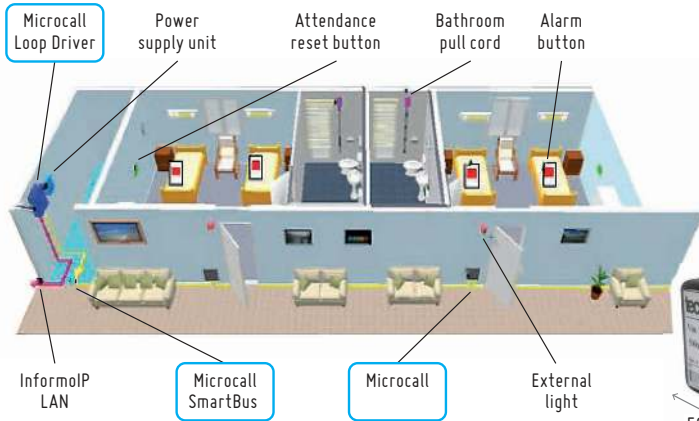 Microcall
Loop Driver
Power
supply unit
Attendance
reset button
Bathroom
pull cord
Alarm
button
InformoIP
LAN
Microcall
SmartBus
Microcall
External
light